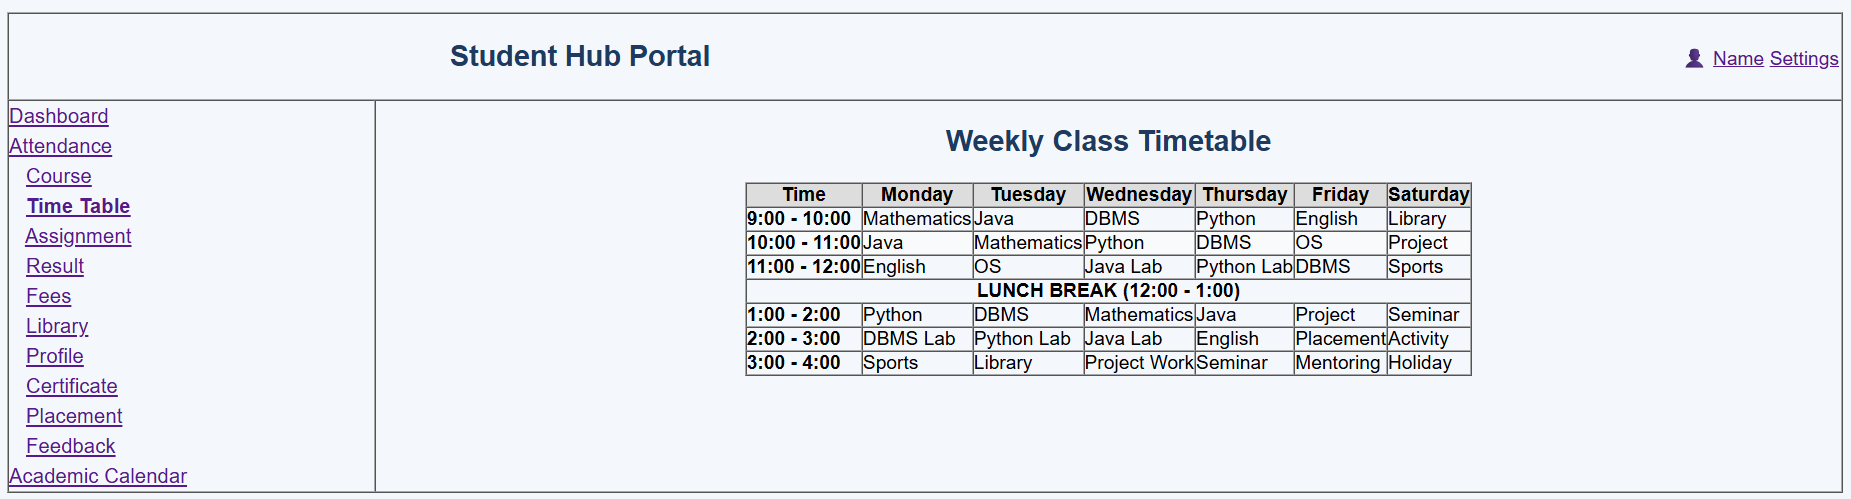 Student Hub Portal
Name Settings
Dashboard
Attendance
Course
Time Table
Assignment
Result
Fees
Library
Profile
Certificate
Placement
Feedback
Academic Calendar
Weekly Class Timetable
Time Monday Tuesday Wednesday Thursday Friday Saturday
9:00 - 10:00 Mathematics Java DBMS Python English Library
10:00 - 11:00 Java Mathematics Python DBMS OS Project
11:00 - 12:00 English OS Java Lab Python Lab DBMS Sports
LUNCH BREAK (12:00 - 1:00)
1:00 - 2:00 Python DBMS Mathematics Java Project Seminar
2:00 - 3:00 DBMS Lab Python Lab Java Lab English Placement Activity
3:00 - 4:00 Sports Library Project Work Seminar Mentoring Holiday